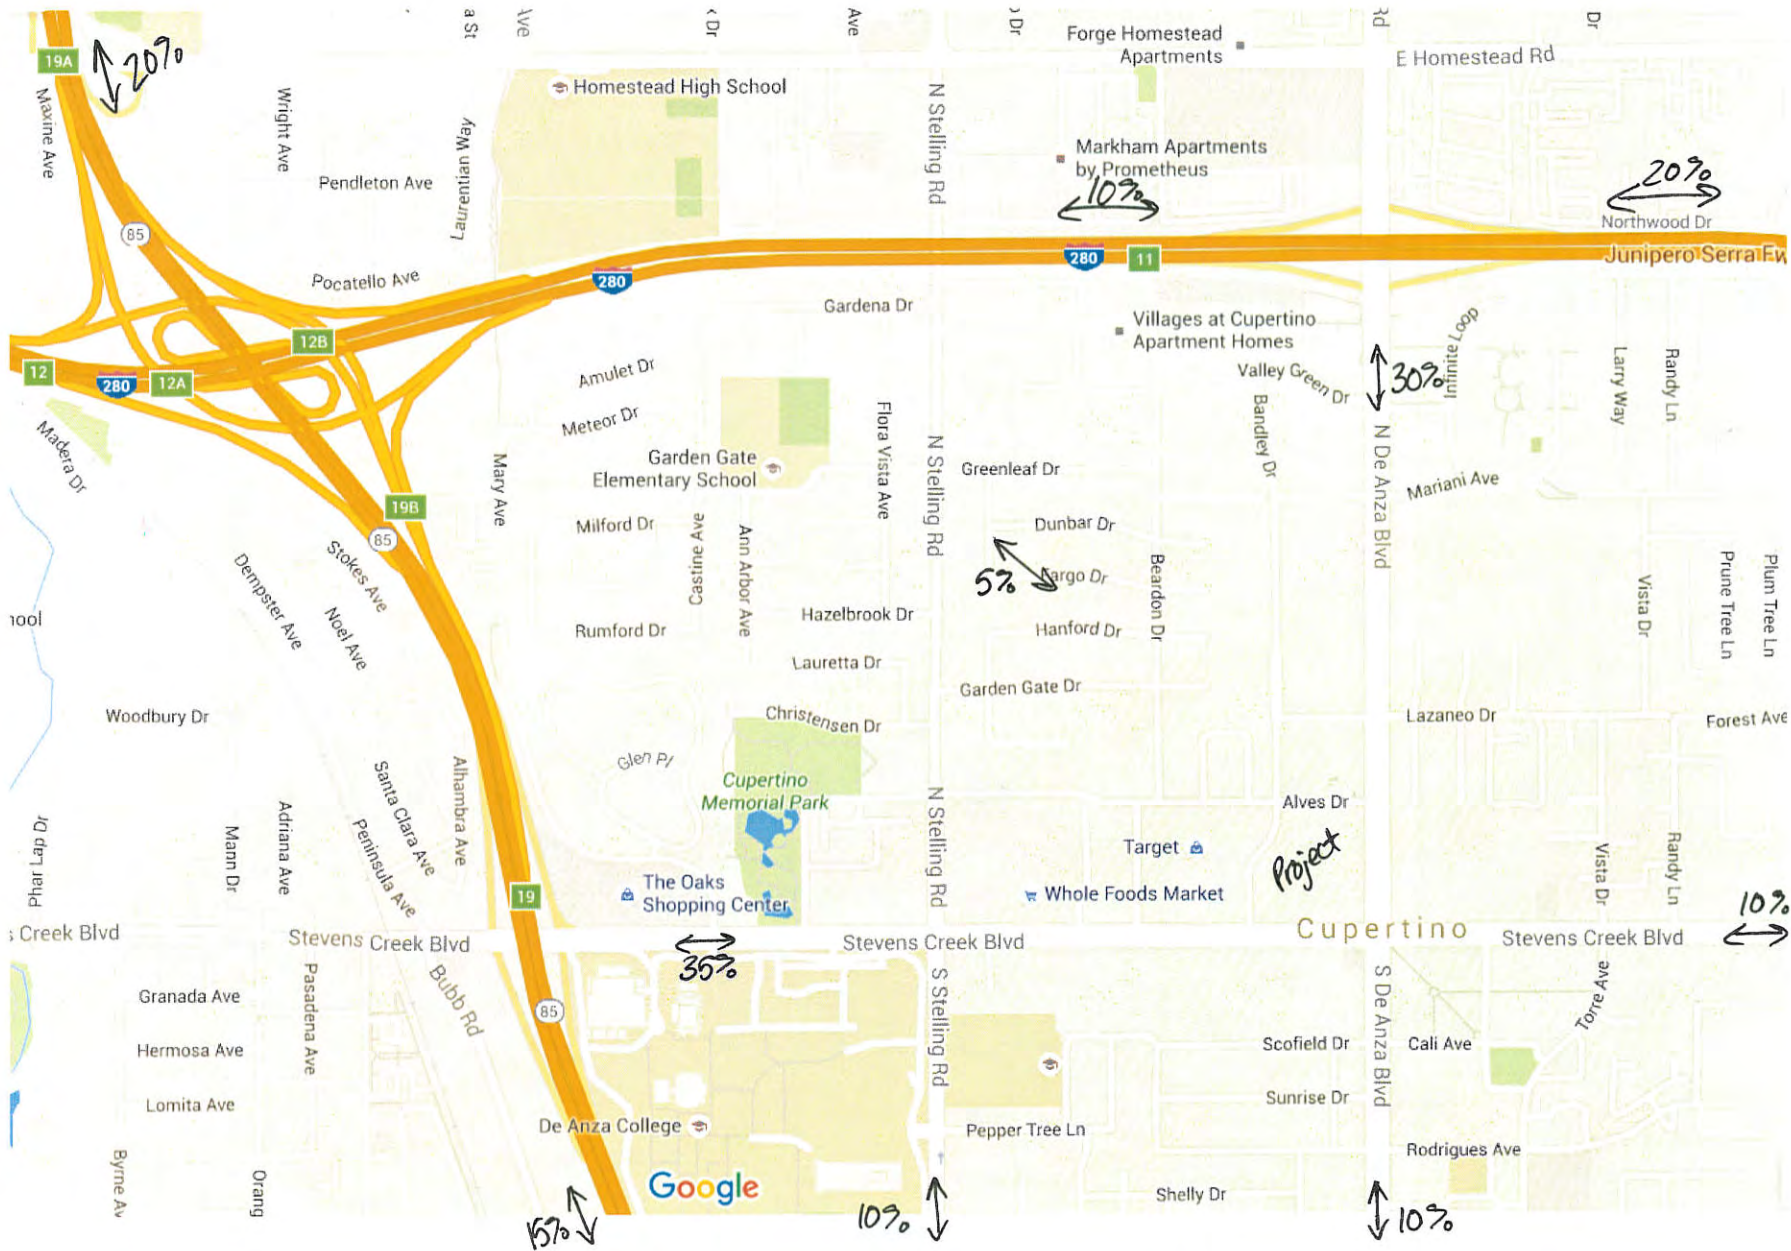 a St
Ave
k Dr
Ave
o Dr
Rd
Dr
Forge Homestead
Apartments
E Homestead Rd
19A
20%
Homestead High School
Maxine Ave
Wright Ave
Laurentian Way
N Stelling Rd
Markham Apartments
by Prometheus
10%
20%
Pendleton Ave
Northwood Dr
85
280
11
Junipero Serra Fw
Pocatello Ave
280
Gardena Dr
Villages at Cupertino
Apartment Homes
Infinite Loop
12B
12
280
12A
Amulet Dr
Valley Green Dr
30%
Larry Way
Randy Ln
Meteor Dr
Flora Vista Ave
Bandley Dr
Madera Dr
Mary Ave
Garden Gate
Elementary School
N Stelling Rd
Greenleaf Dr
N De Anza Blvd
Mariani Ave
19B
Milford Dr
Castine Ave
Ann Arbor Ave
Dunbar Dr
85
Stokes Ave
Dempster Ave
5%
Fargo Dr
Beardon Dr
Vista Dr
Prune Tree Ln
Plum Tree Ln
hool
Noel Ave
Rumford Dr
Hazelbrook Dr
Hanford Dr
Lauretta Dr
Garden Gate Dr
Woodbury Dr
Christensen Dr
Lazaneo Dr
Forest Ave
Glen Pl
Alhambra Ave
Santa Clara Ave
Cupertino
Memorial Park
N Stelling Rd
Alves Dr
Phar Lap Dr
Mann Dr
Adriana Ave
Peninsula Ave
Target
Project
Vista Dr
Randy Ln
19
The Oaks
Shopping Center
Whole Foods Market
10%
s Creek Blvd
Stevens Creek Blvd
Stevens Creek Blvd
Cupertino
Stevens Creek Blvd
35%
Granada Ave
Pasadena Ave
Bubb Rd
S Stelling Rd
S De Anza Blvd
Torre Ave
85
Hermosa Ave
Scofield Dr
Cali Ave
Lomita Ave
Sunrise Dr
De Anza College
Pepper Tree Ln
Rodrigues Ave
Byrne Av
Orang
Google
Shelly Dr
15%
10%
10%